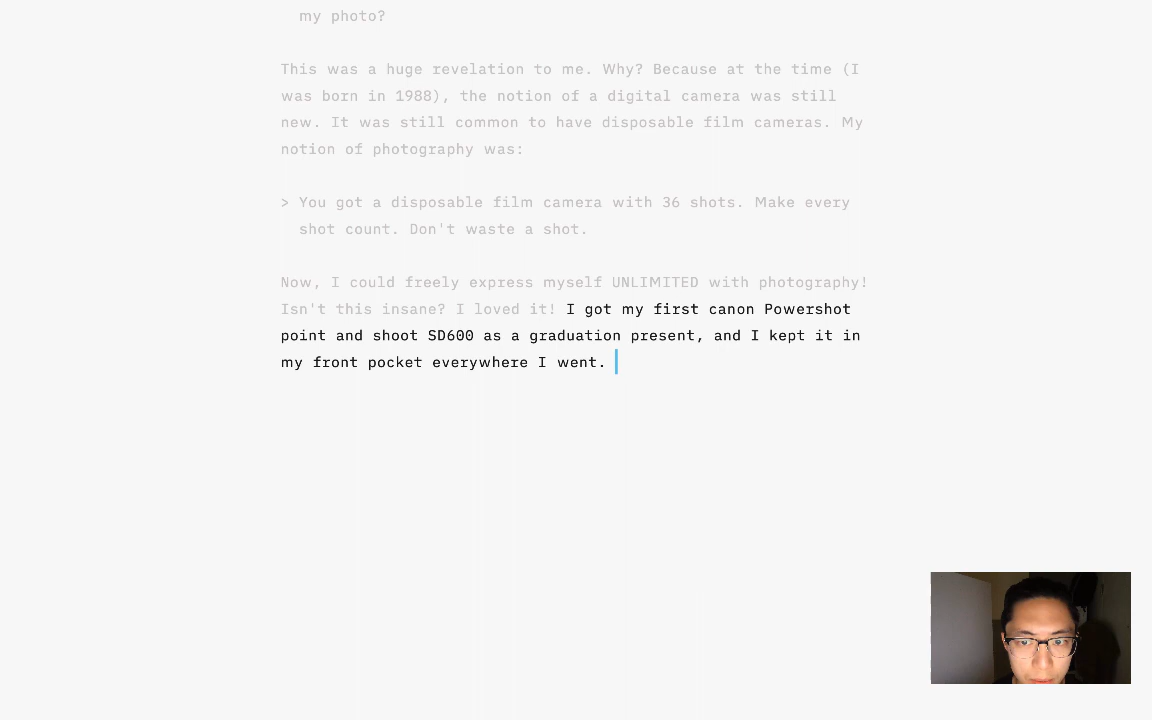 my photo?
This was a huge revelation to me. Why? Because at the time (I
was born in 1988), the notion of a digital camera was still
new. It was still common to have disposable film cameras. My
notion of photography was:
> You got a disposable film camera with 36 shots. Make every
shot count. Don't waste a shot.
Now, I could freely express myself UNLIMITED with photography!
Isn't this insane? I loved it! I got my first canon Powershot
point and shoot SD600 as a graduation present, and I kept it in
my front pocket everywhere I went.